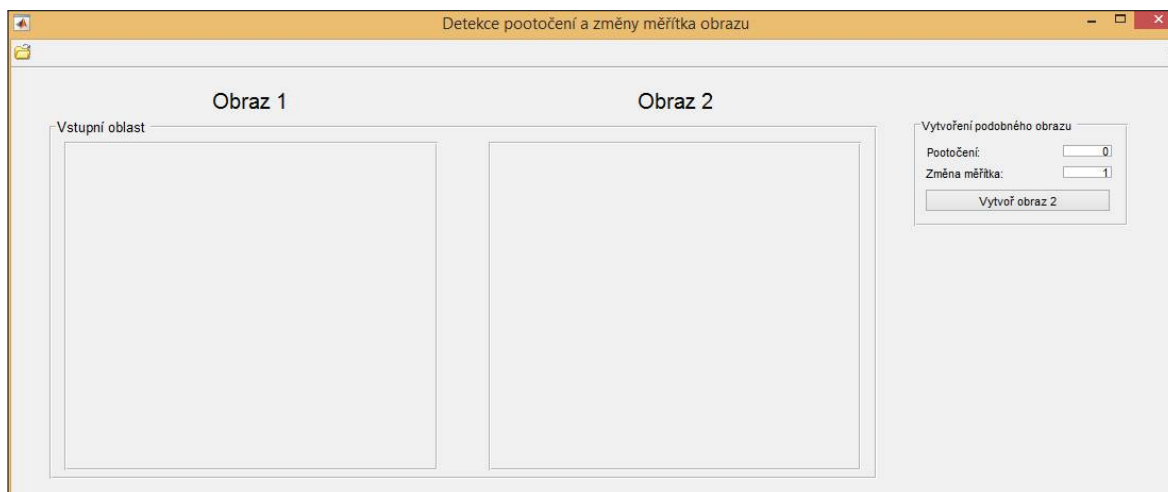 Detekce pootočení a změny měřítka obrazu
Obraz 1
Obraz 2
Vstupní oblast
Vytvoření podobného obrazu
Pootočení: 0
Změna měřítka: 1
Vytvoř obraz 2